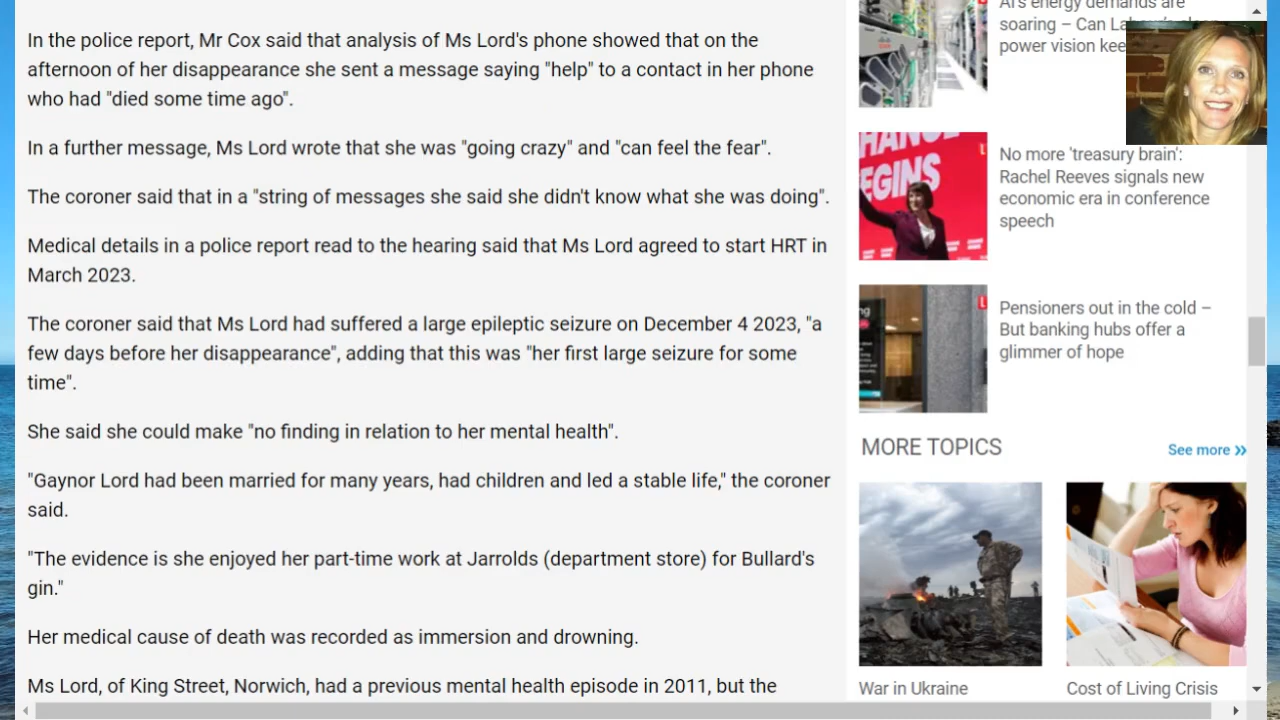 In the police report, Mr Cox said that analysis of Ms Lord's phone showed that on the
afternoon of her disappearance she sent a message saying "help" to a contact in her phone
who had "died some time ago".
In a further message, Ms Lord wrote that she was "going crazy" and "can feel the fear".
The coroner said that in a "string of messages she said she didn't know what she was doing".
Medical details in a police report read to the hearing said that Ms Lord agreed to start HRT in
March 2023.
The coroner said that Ms Lord had suffered a large epileptic seizure on December 4 2023, "a
few days before her disappearance", adding that this was "her first large seizure for some
time".
She said she could make "no finding in relation to her mental health".
"Gaynor Lord had been married for many years, had children and led a stable life," the coroner
said.
"The evidence is she enjoyed her part-time work at Jarrolds (department store) for Bullard's
gin."
Her medical cause of death was recorded as immersion and drowning.
Ms Lord, of King Street, Norwich, had a previous mental health episode in 2011, but the
AI's energy demands are
soaring – Can
power vision
CHANGE
BEGINS
No more 'treasury brain':
Rachel Reeves signals new
economic era in conference
speech
Pensioners out in the cold –
But banking hubs offer a
glimmer of hope
MORE TOPICS
See more »
War in Ukraine
Cost of Living Crisis